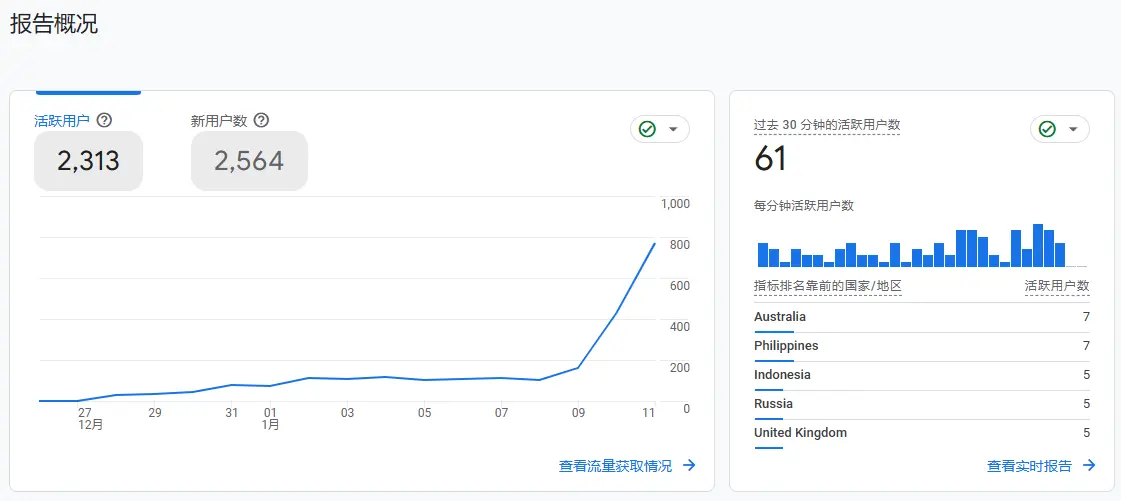 报告概况
活跃用户
新用户数
2,313
2,564
1,000
800
600
400
200
0
27
12月
29
31
01
1月
03
05
07
09
11
查看流量获取情况
过去 30 分钟的活跃用户数
61
每分钟活跃用户数
指标排名靠前的国家/地区 活跃用户数
Australia 7
Philippines 7
Indonesia 5
Russia 5
United Kingdom 5
查看实时报告